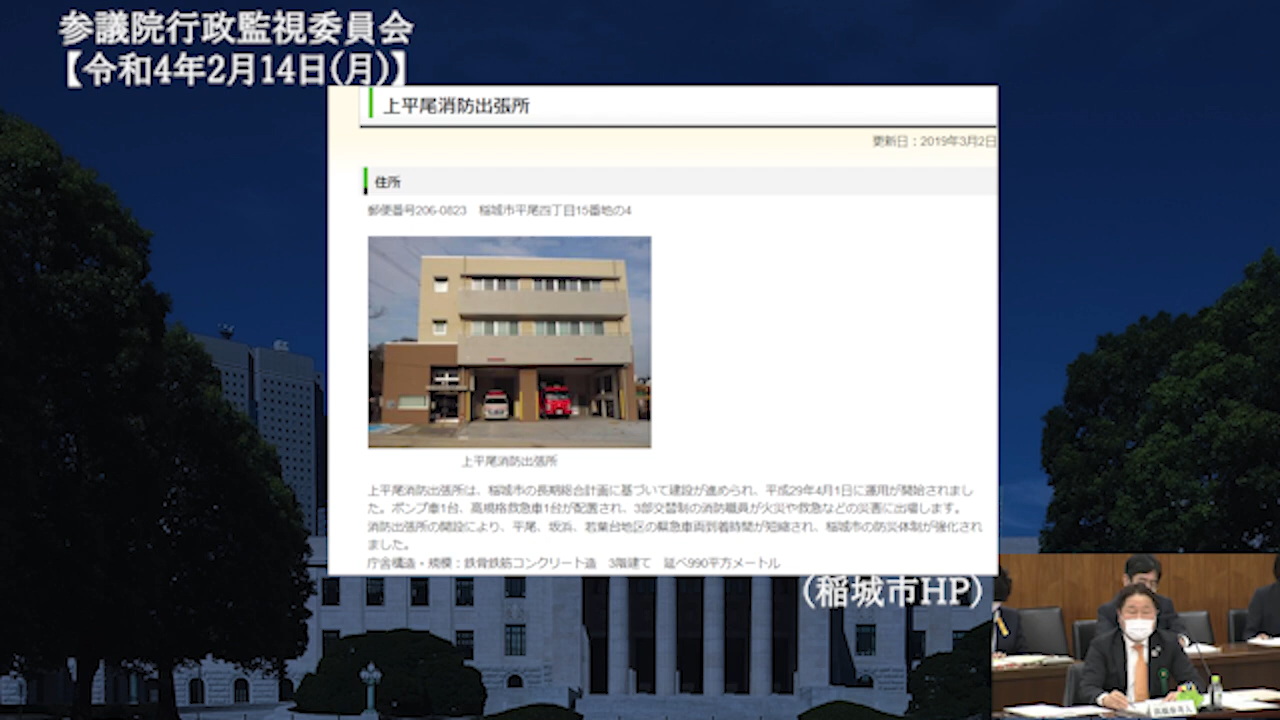 参議院行政監視委員会
【令和4年2月14日(月)】
上平尾消防出張所
更新日：2019年3月2日
住所
郵便番号206-0823　稲城市平尾四丁目15番地の4
上平尾消防出張所
上平尾消防出張所は、稲城市の長期総合計画に基づいて建設が進められ、平成29年4月1日に運用が開始されまし
た。ポンプ車1台、高規格救急車1台が配置され、3部交替制の消防職員が火災や救急などの災害に出場します。
消防出張所の開設により、平尾、坂浜、若葉台地区の緊急車両到着時間が短縮され、稲城市の防災体制が強化され
ました。
庁舎構造・規模：鉄骨鉄筋コンクリート造　3階建て　延べ990平方メートル
(稲城市HP)